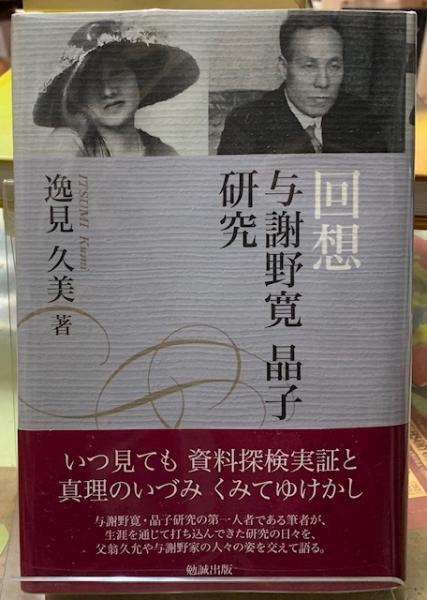 回想
与謝野寛 晶子
研究
ITSUMI Kumi
逸見 久美 著
いつ見ても 資料探検実証と
真理のいづみ くみてゆけかし
与謝野寛・晶子研究の第一人者である筆者が、
生涯を通じて打ち込んできた研究の日々を、
父翁久允や与謝野家の人々の姿を交えて語る。
勉誠出版